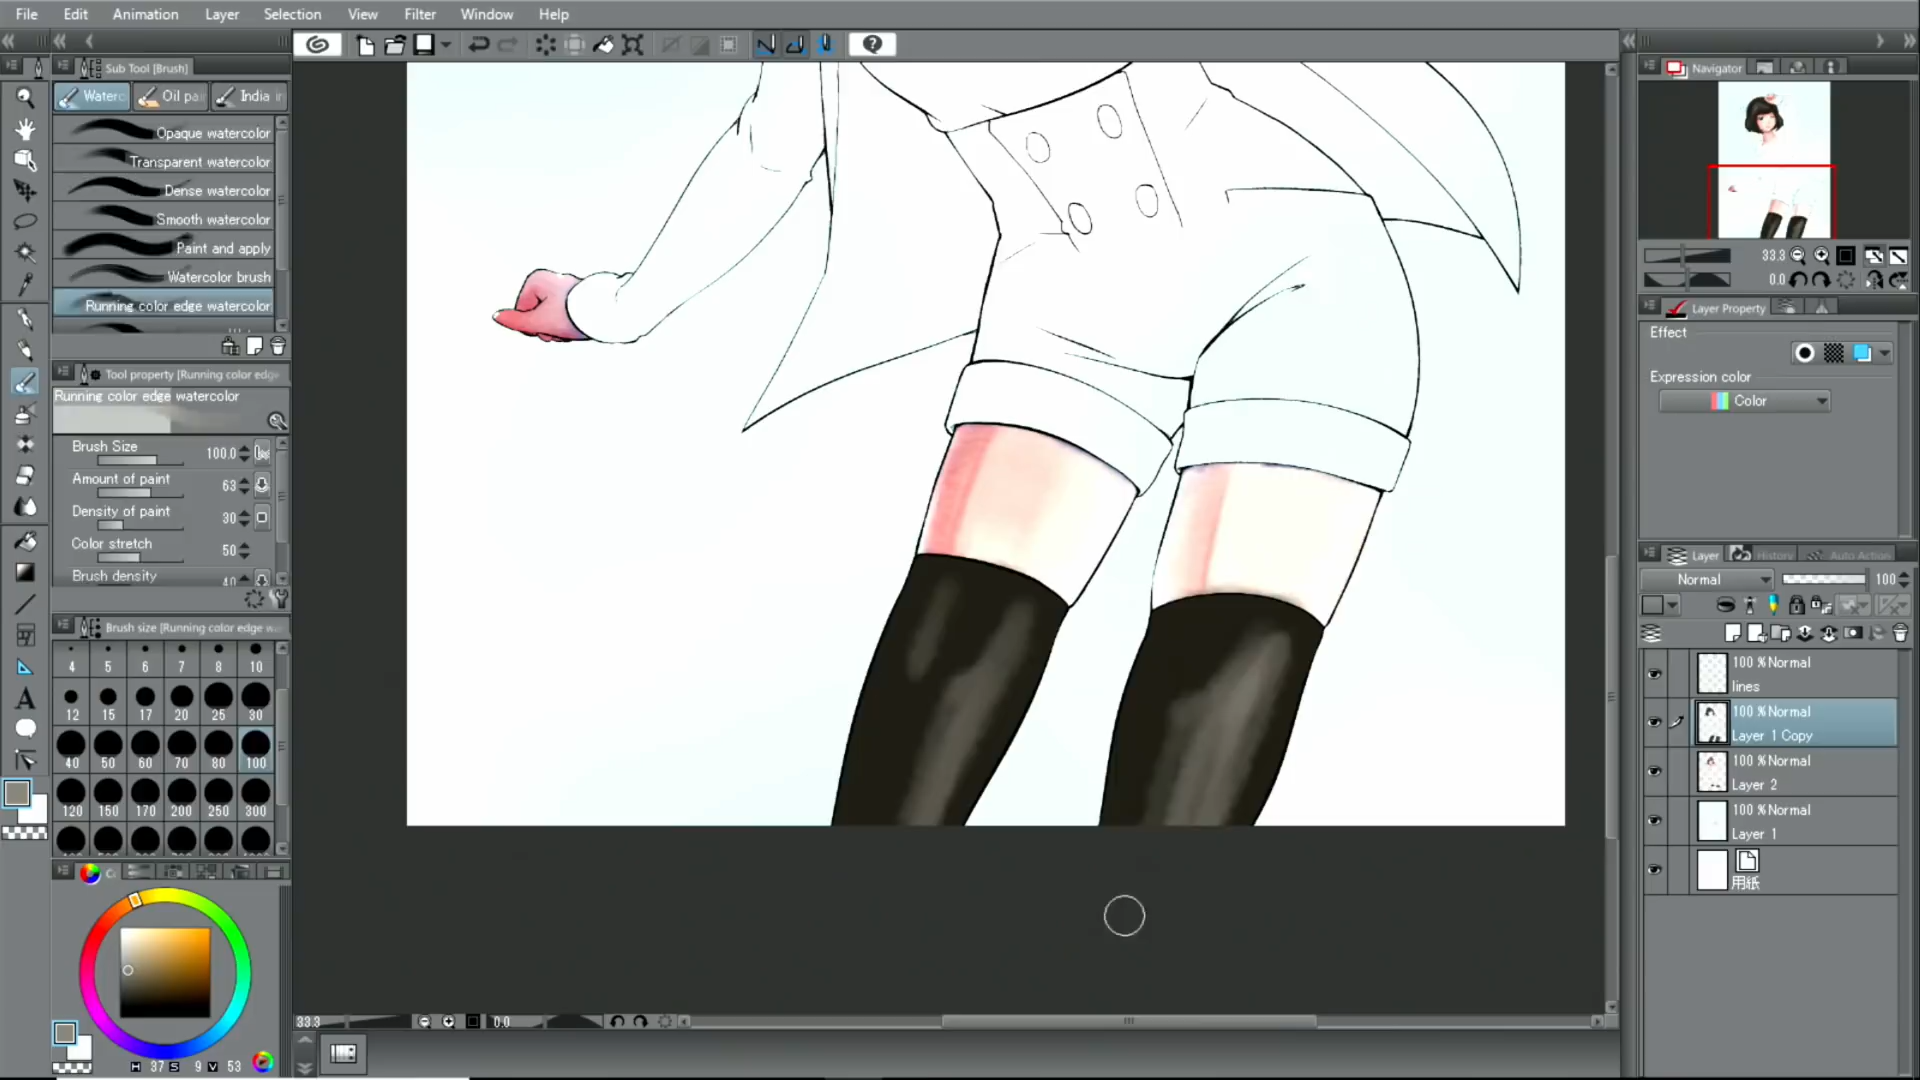 File Edit Animation Layer Selection View Filter Window Help
Sub Tool [Brush]
Waterc Oil pai India i
Opaque watercolor
Transparent watercolor
Dense watercolor
Smooth watercolor
Paint and apply
Watercolor brush
Running color edge watercolor
Tool property [Running color edg
Running color edge watercolor
Brush Size 100.0
Amount of paint 63
Density of paint 30
Color stretch 50
Brush density 40
Brush size [Running color edge w
4 5 6 7 8 10
12 15 17 20 25 30
40 50 60 70 80 100
120 150 170 200 250 300
H 37 S 9 V 53
33.3 0.0
Navigator
33.3
0.0
Layer Property
Effect
Expression color
Color
Layer History Auto Action
Normal 100
100 % Normal
lines
100 % Normal
Layer 1 Copy
100 % Normal
Layer 2
100 % Normal
Layer 1
用紙